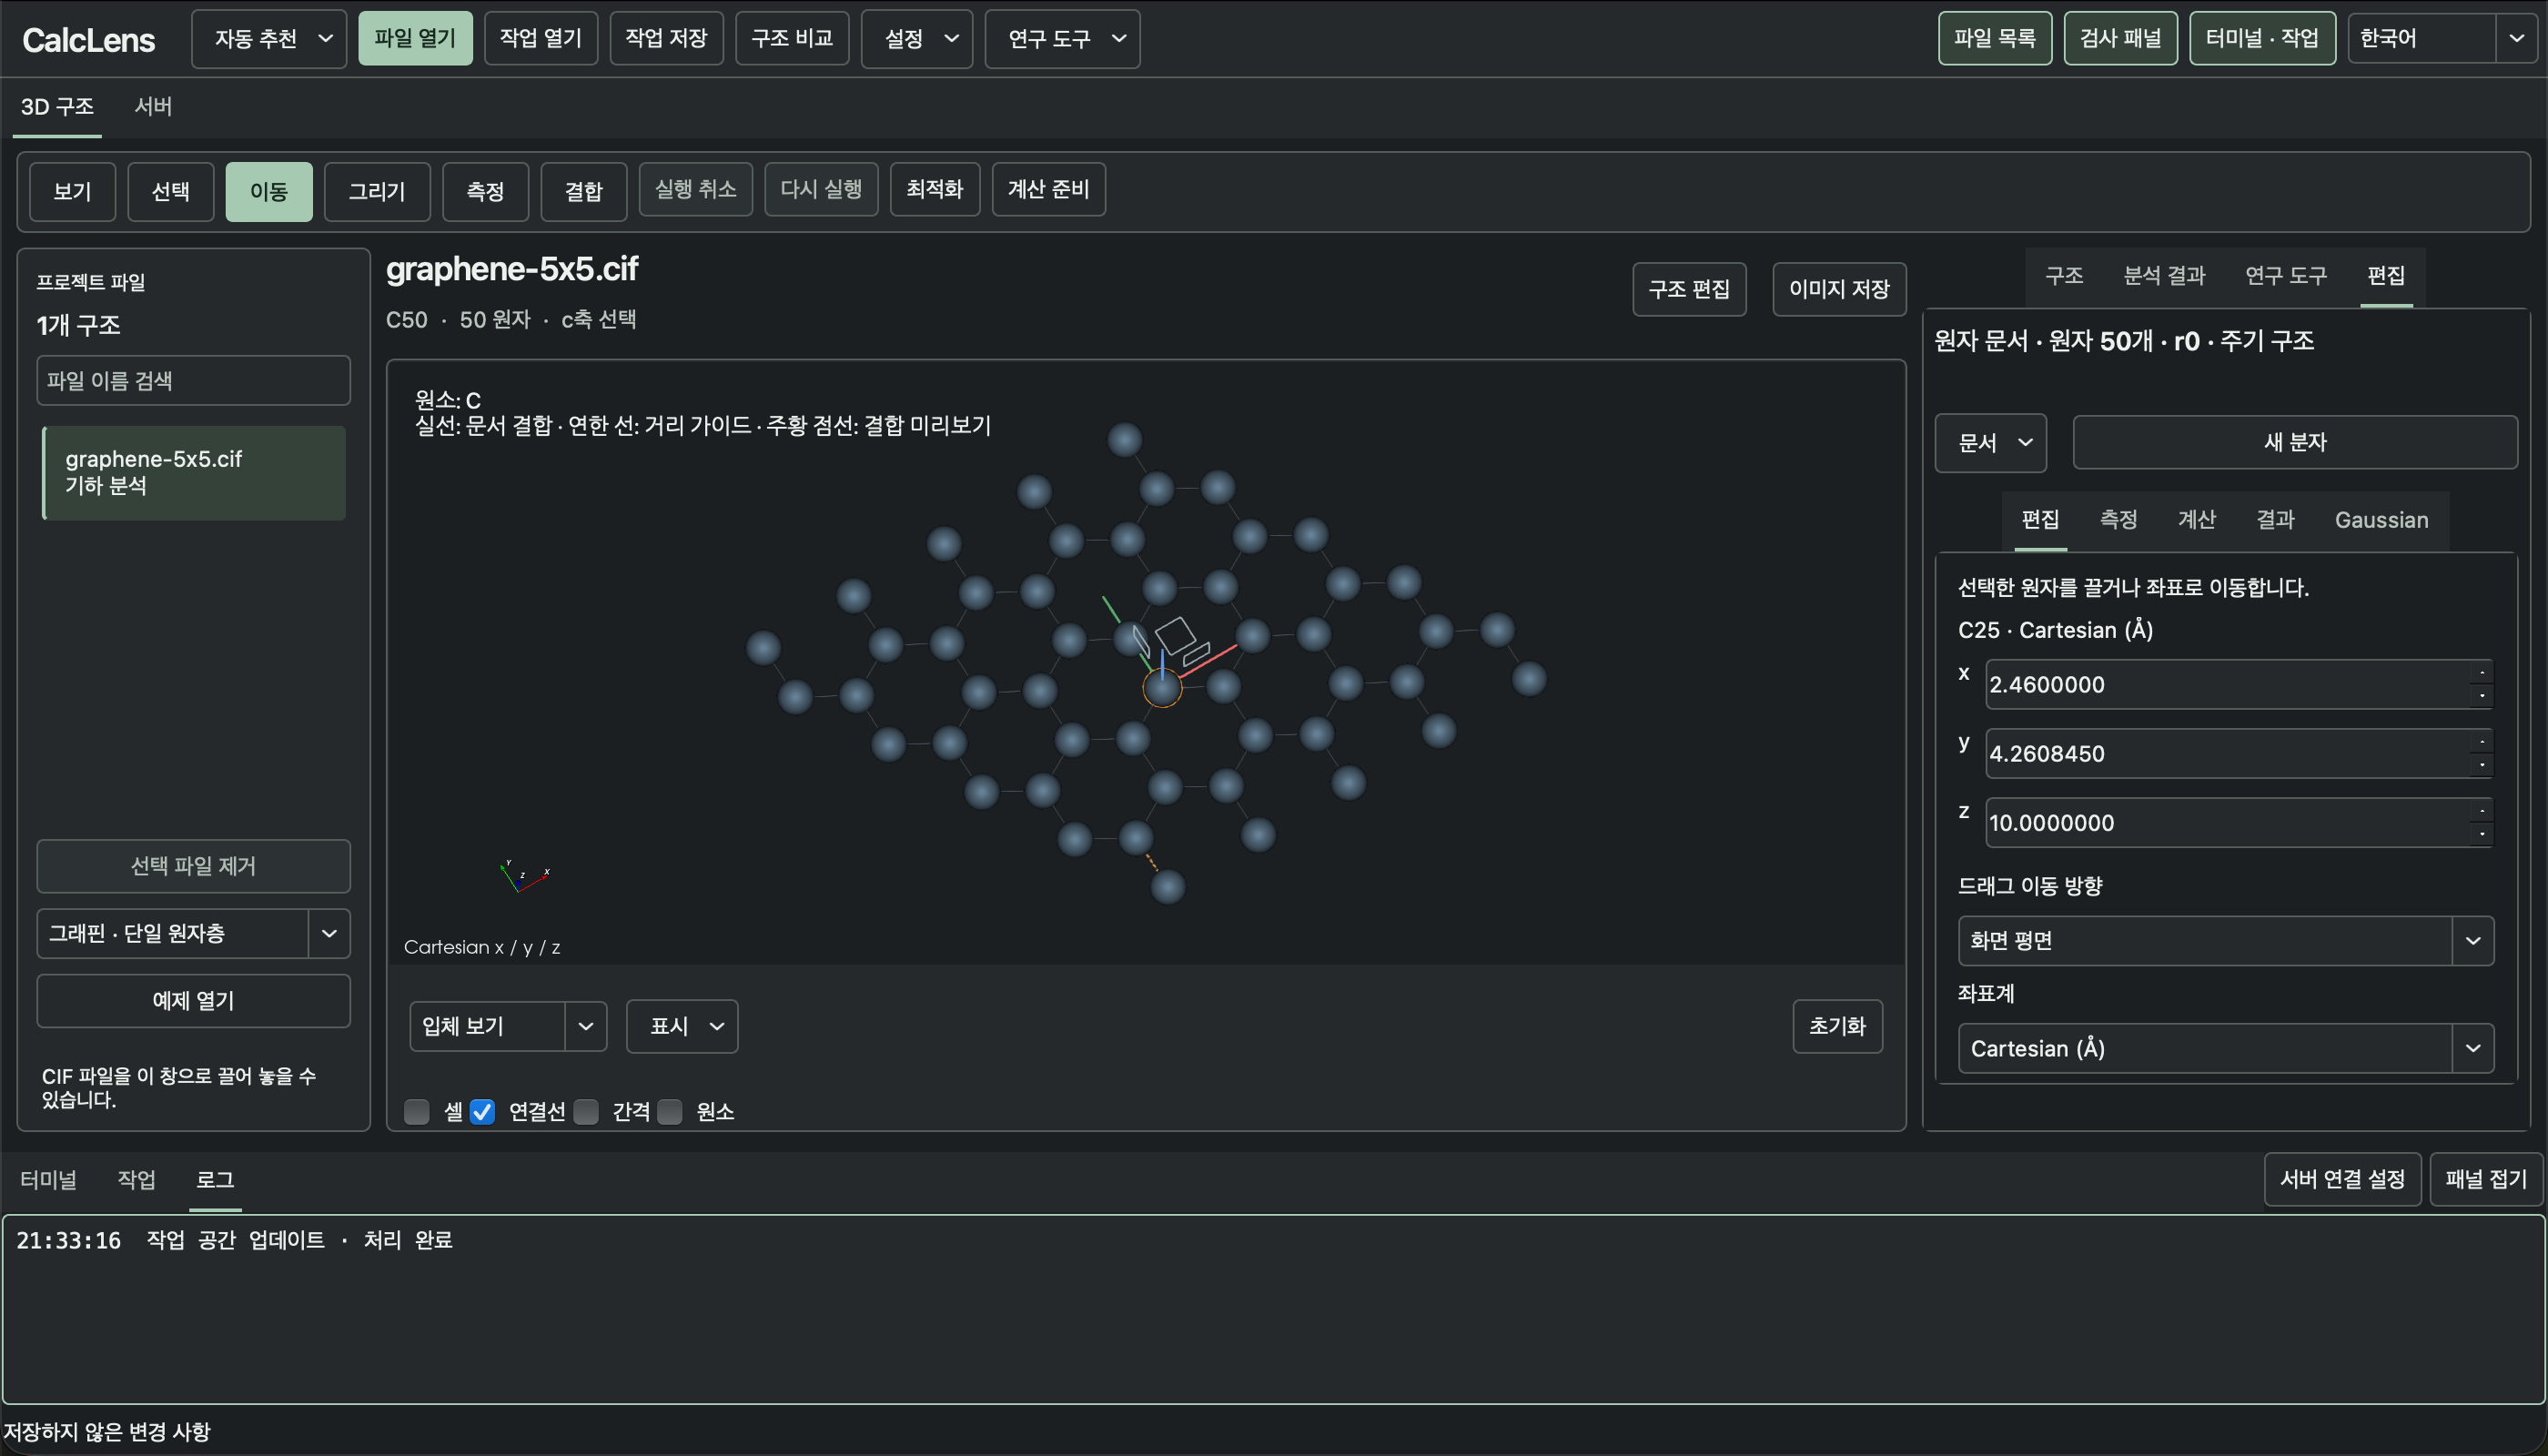 CalcLens 자동 추천 파일 열기 작업 열기 작업 저장 구조 비교 설정 연구 도구 파일 목록 검사 패널 터미널 · 작업 한국어
3D 구조 서버
보기 선택 이동 그리기 측정 결합 실행 취소 다시 실행 최적화 계산 준비
프로젝트 파일
1개 구조
파일 이름 검색
graphene-5x5.cif
기하 분석
선택 파일 제거
그래핀 · 단일 원자층
예제 열기
CIF 파일을 이 창으로 끌어 놓을 수
있습니다.
graphene-5x5.cif
C50 · 50 원자 · c축 선택
구조 편집 이미지 저장
원소: C
실선: 문서 결합 · 연한 선: 거리 가이드 · 주황 점선: 결합 미리보기
Y
Z
X
Cartesian x / y / z
입체 보기 표시 초기화
셀 연결선 간격 원소
구조 분석 결과 연구 도구 편집
원자 문서 · 원자 50개 · r0 · 주기 구조
문서 새 분자
편집 측정 계산 결과 Gaussian
선택한 원자를 끌거나 좌표로 이동합니다.
C25 · Cartesian (Å)
x 2.4600000
y 4.2608450
z 10.0000000
드래그 이동 방향
화면 평면
좌표계
Cartesian (Å)
터미널 작업 로그 서버 연결 설정 패널 접기
21:33:16 작업 공간 업데이트 · 처리 완료
저장하지 않은 변경 사항